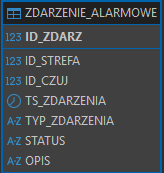 ZDARZENIE_ALARMOWE
123 ID_ZDARZ
123 ID_STREFA
123 ID_CZUJ
TS_ZDARZENIA
A-Z TYP_ZDARZENIA
A-Z STATUS
A-Z OPIS